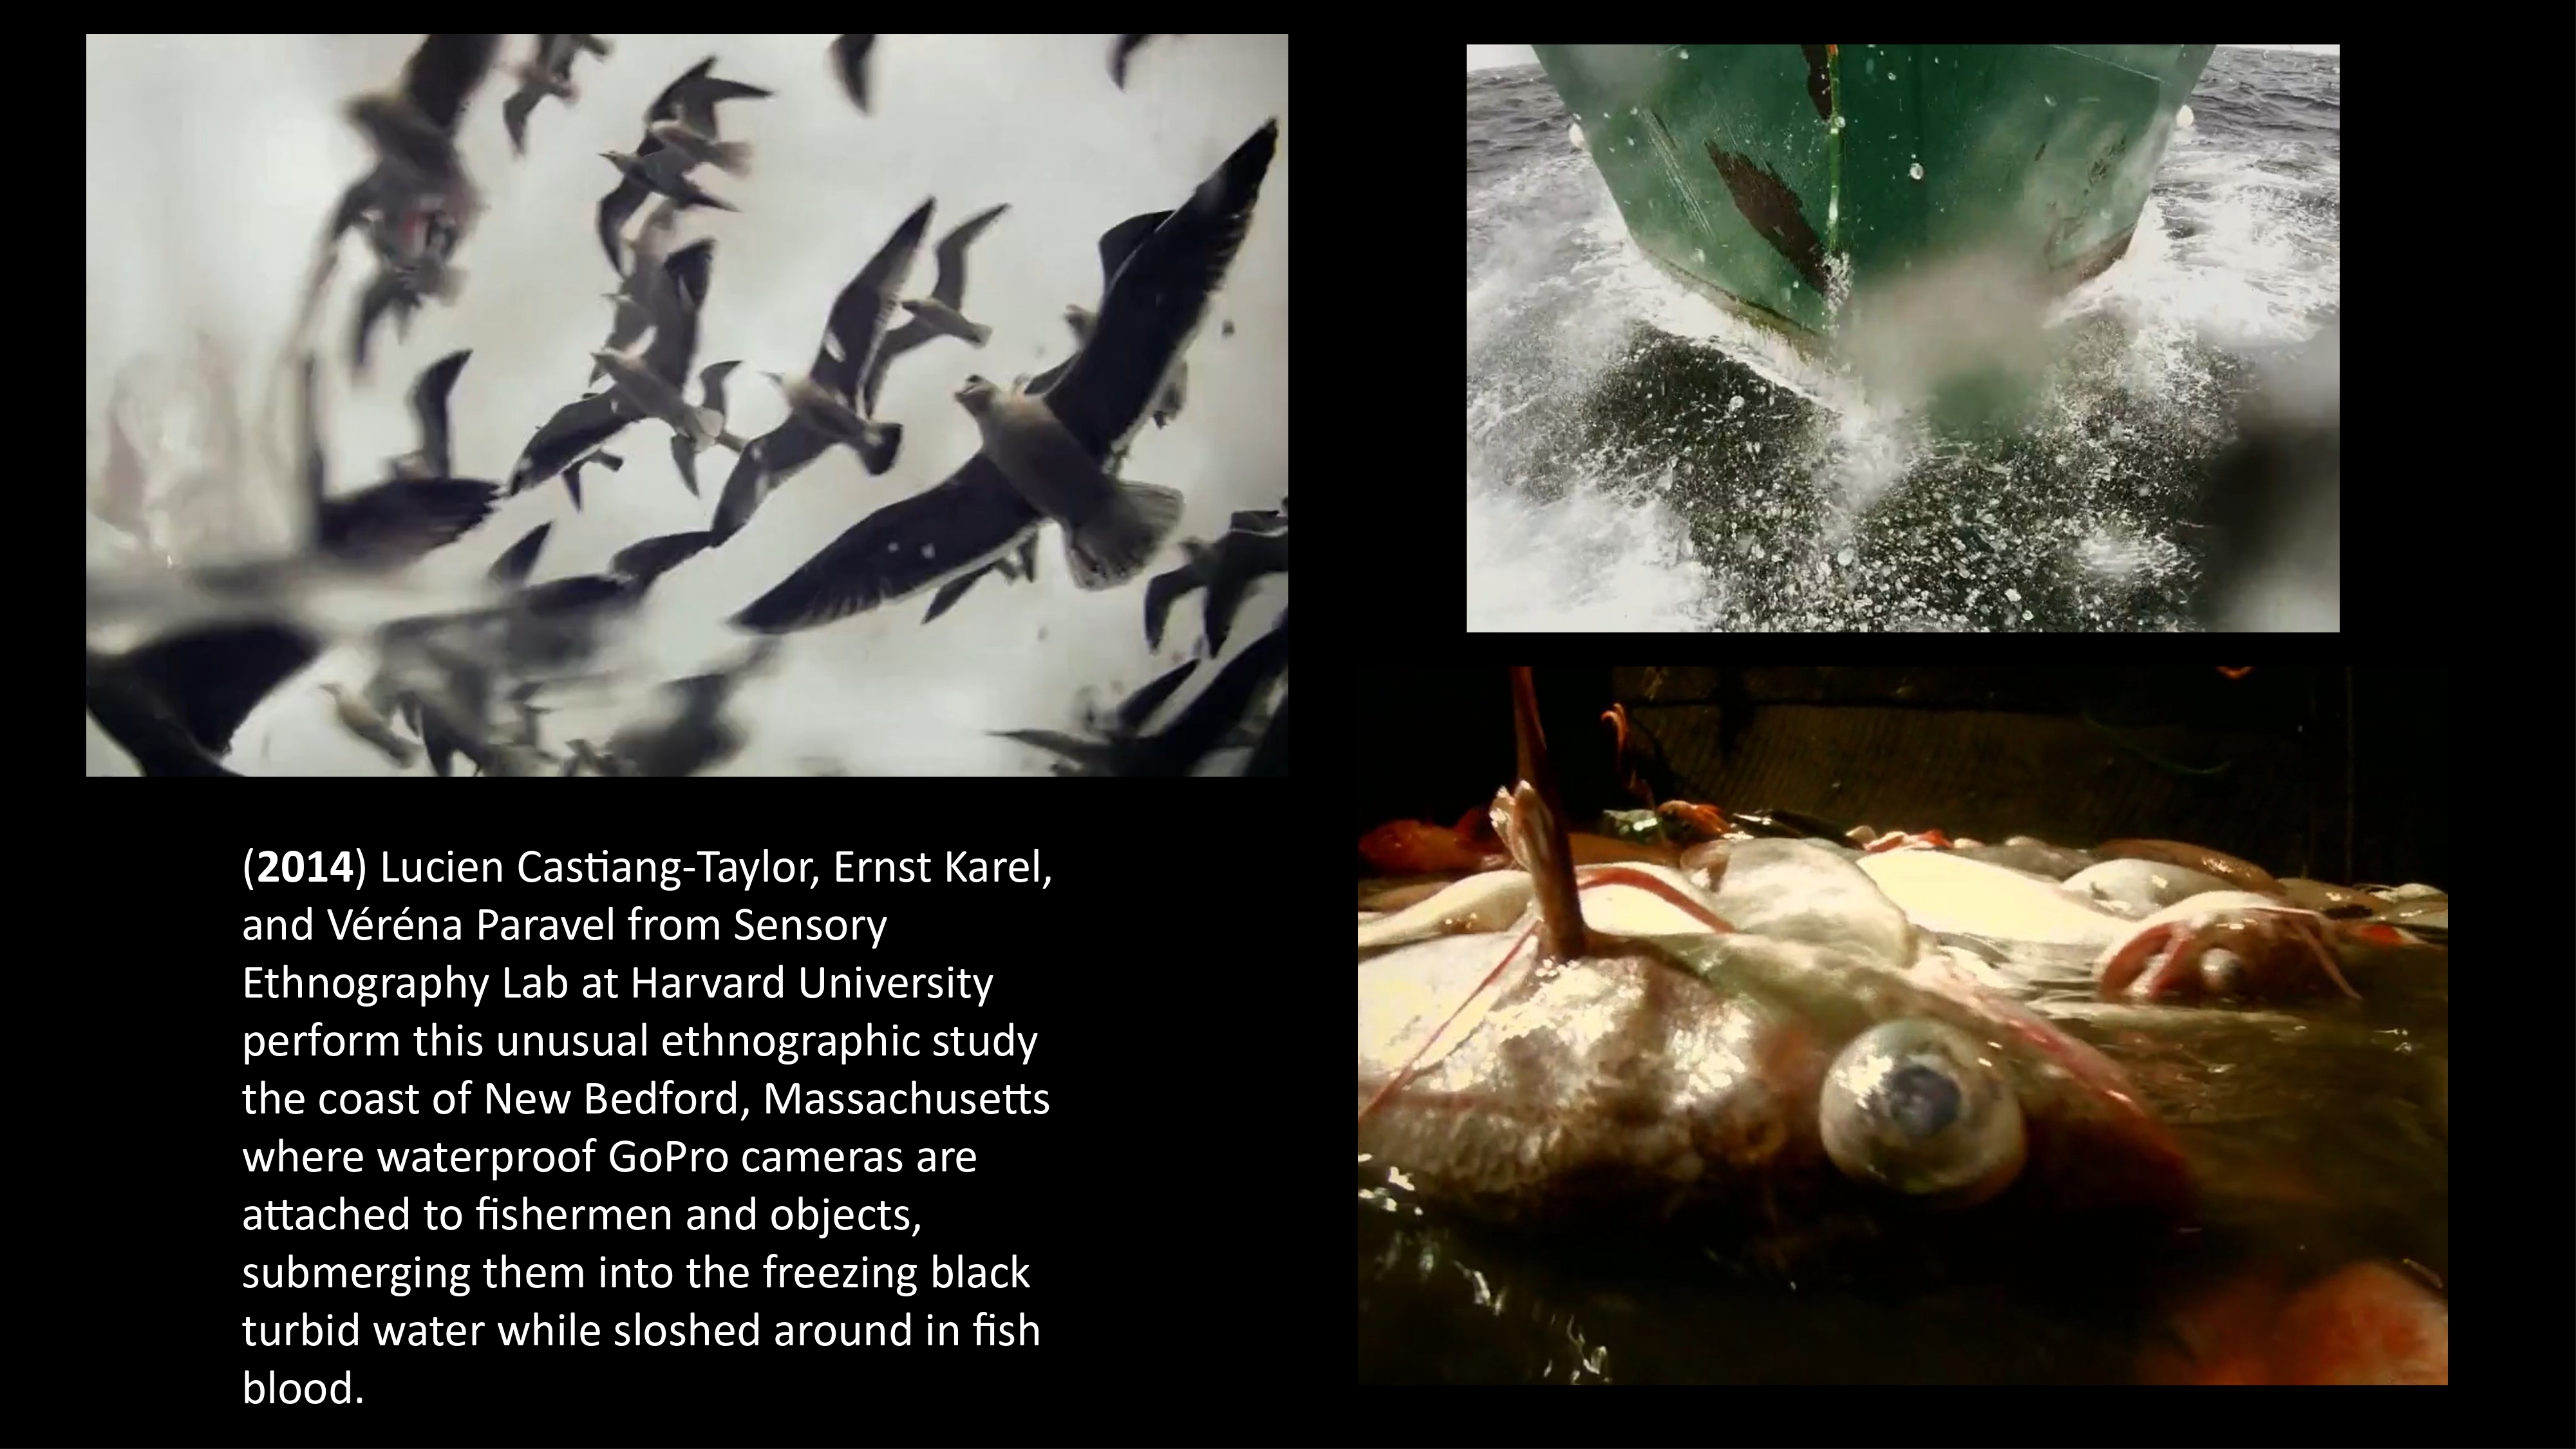 (2014) Lucien Castiang-Taylor, Ernst Karel,
and Véréna Paravel from Sensory
Ethnography Lab at Harvard University
perform this unusual ethnographic study
the coast of New Bedford, Massachusetts
where waterproof GoPro cameras are
attached to fishermen and objects,
submerging them into the freezing black
turbid water while sloshed around in fish
blood.